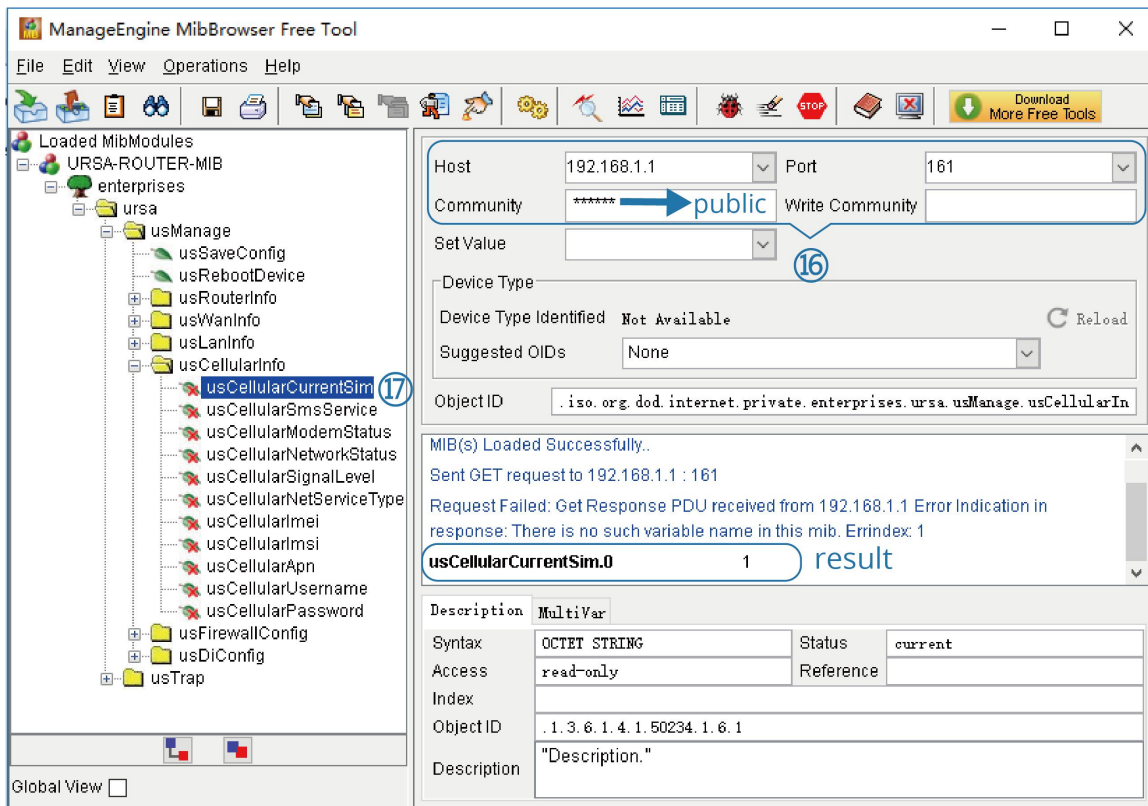 ManageEngine MibBrowser Free Tool
File Edit View Operations Help
STOP
Download
More Free Tools
Loaded MibModules
URSA-ROUTER-MIB
enterprises
ursa
usManage
usSaveConfig
usRebootDevice
usRouterInfo
usWanInfo
usLanInfo
usCellularInfo
usCellularCurrentSim
17
usCellularSmsService
usCellularModemStatus
usCellularNetworkStatus
usCellularSignalLevel
usCellularNetServiceType
usCellularImei
usCellularImsi
usCellularApn
usCellularUsername
usCellularPassword
usFirewallConfig
usDiConfig
usTrap
Global View
Host 192.168.1.1 Port 161
Community ****** public Write Community
Set Value
16
Device Type
Device Type Identified Not Available Reload
Suggested OIDs None
Object ID .iso.org.dod.internet.private.enterprises.ursa.usManage.usCellularIn
MIB(s) Loaded Successfully..
Sent GET request to 192.168.1.1 : 161
Request Failed: Get Response PDU received from 192.168.1.1 Error Indication in
response: There is no such variable name in this mib. Errindex: 1
usCellularCurrentSim.0 1 result
Description MultiVar
Syntax OCTET STRING Status current
Access read-only Reference
Index
Object ID .1.3.6.1.4.1.50234.1.6.1
Description "Description."